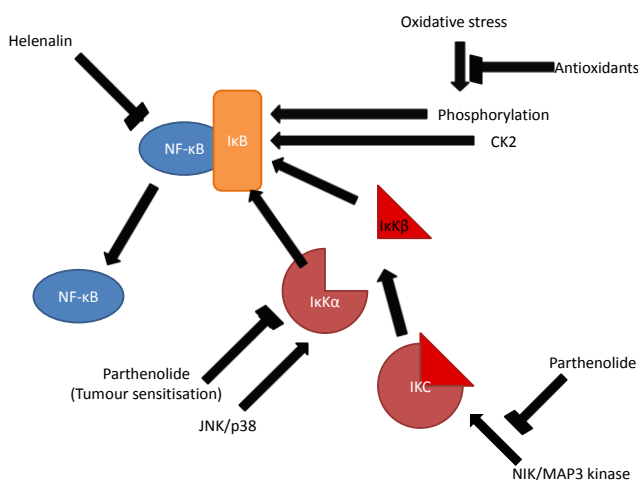 Oxidative stress
Helenalin
Antioxidants
Phosphorylation
NF-κB
IκB
CK2
IκKβ
NF-κB
IκKα
Parthenolide
(Tumour sensitisation)
IKC
Parthenolide
JNK/p38
NIK/MAP3 kinase